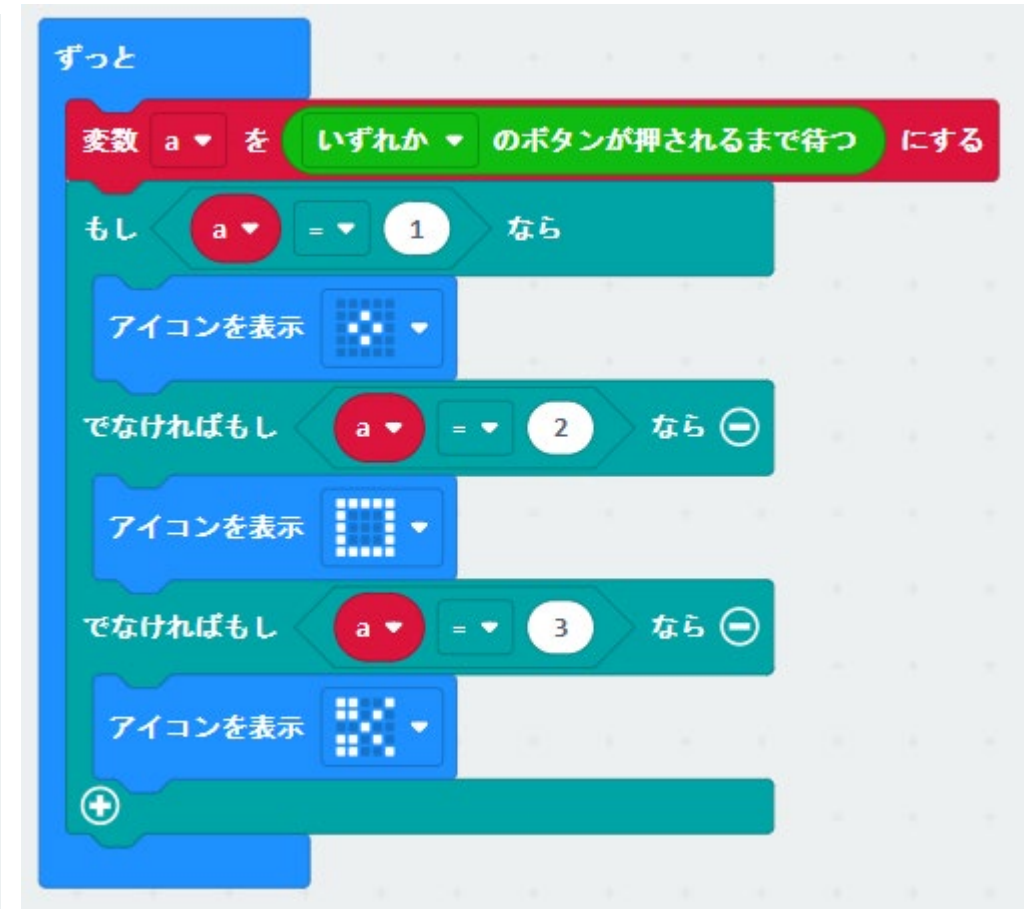 ずっと
変数 a を いずれか のボタンが押されるまで待つ にする
もし a = 1 なら
アイコンを表示
でなければもし a = 2 なら
アイコンを表示
でなければもし a = 3 なら
アイコンを表示